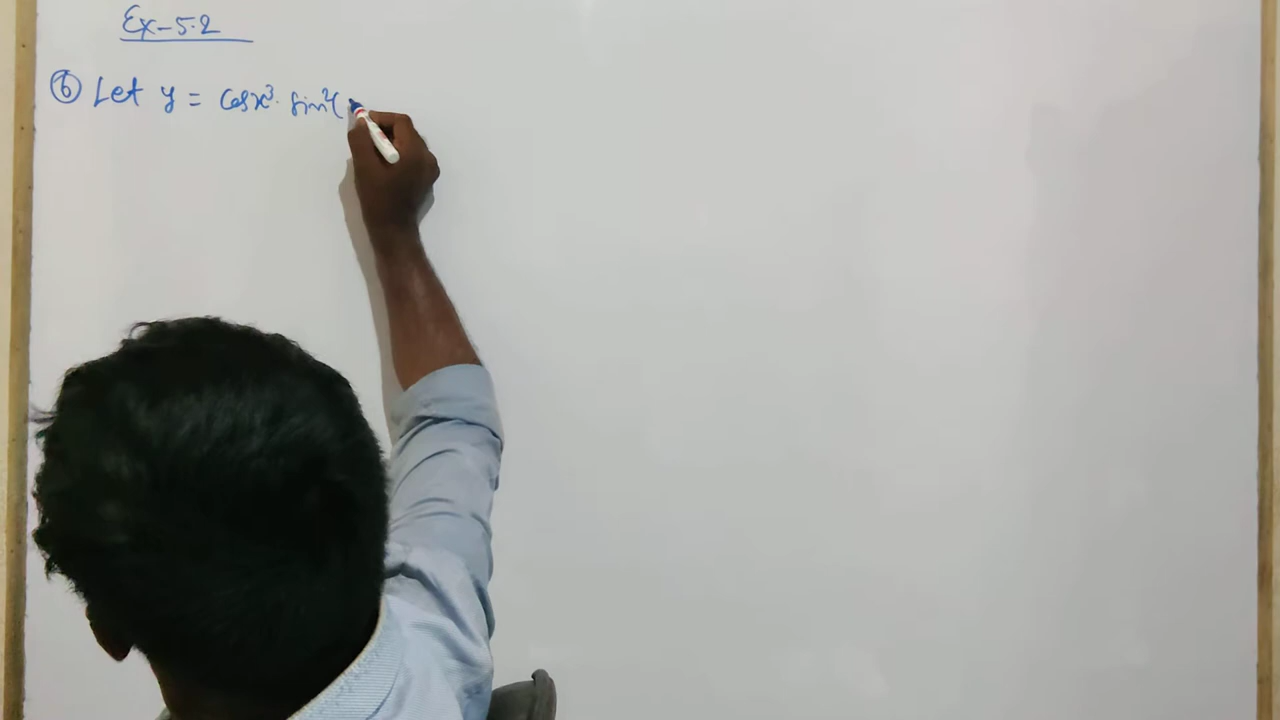 Ex-5.2
⑥ Let y = cosx³. sin²(